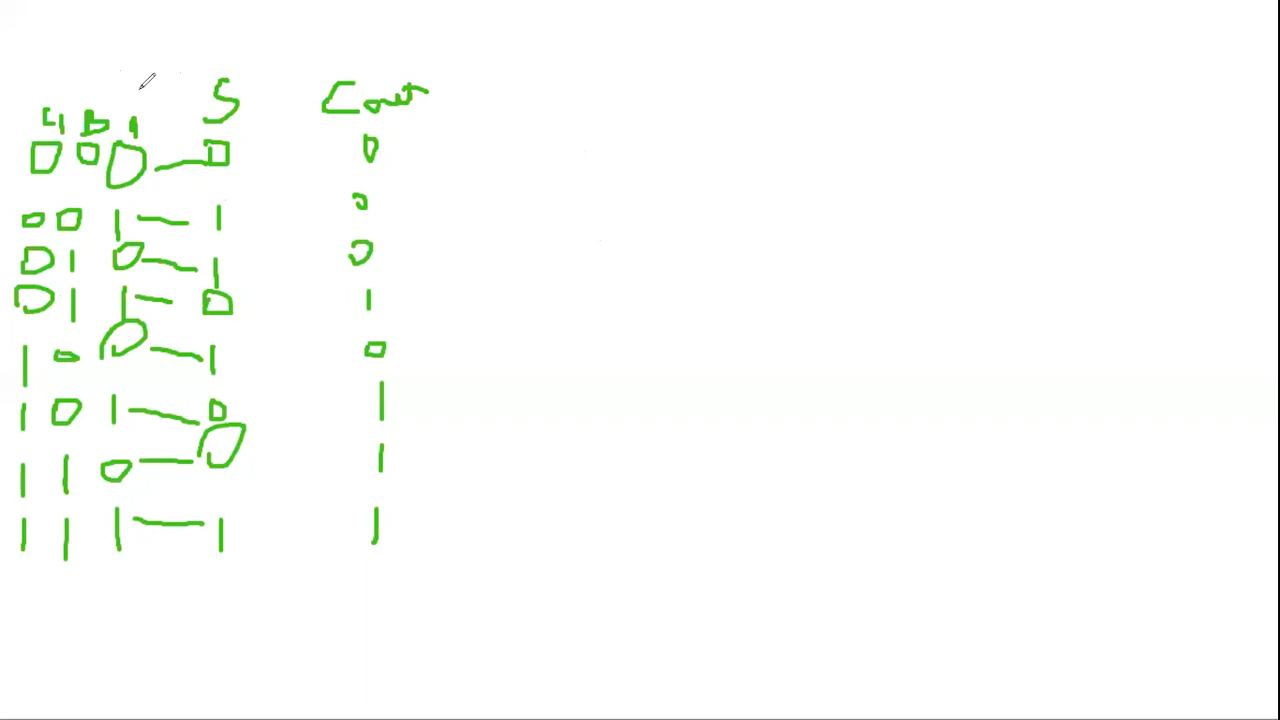 S Cout
Ci B A
0 0 0 — 0 0
0 0 1 — 1 0
0 1 0 — 1 0
0 1 1 — 0 1
1 0 0 — 1 0
1 0 1 — 0 1
1 1 0 — 0 1
1 1 1 — 1 1